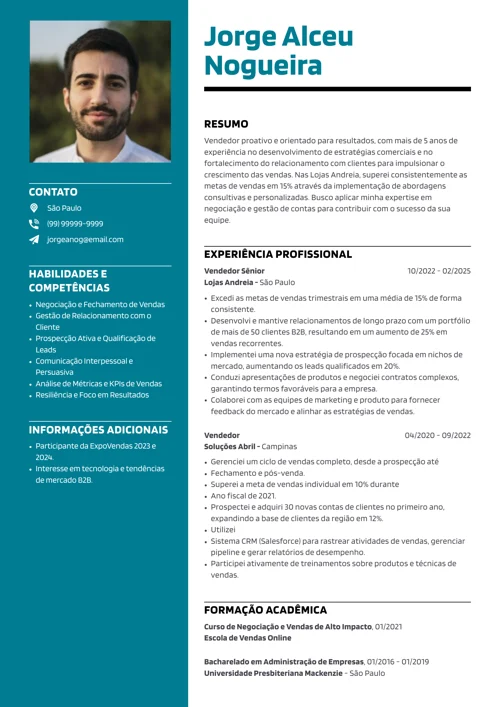 Jorge Alceu
Nogueira
CONTATO
São Paulo
(99) 99999-9999
jorgeanog@email.com
HABILIDADES E
COMPETÊNCIAS
• Negociação e Fechamento de Vendas
• Gestão de Relacionamento com o
Cliente
• Prospecção Ativa e Qualificação de
Leads
• Comunicação Interpessoal e
Persuasiva
• Análise de Métricas e KPIs de Vendas
• Resiliência e Foco em Resultados
INFORMAÇÕES ADICIONAIS
• Participante da ExpoVendas 2023 e
2024.
• Interesse em tecnologia e tendências
de mercado B2B.
RESUMO
Vendedor proativo e orientado para resultados, com mais de 5 anos de
experiência no desenvolvimento de estratégias comerciais e no
fortalecimento do relacionamento com clientes para impulsionar o
crescimento das vendas. Nas Lojas Andreia, superei consistentemente as
metas de vendas em 15% através da implementação de abordagens
consultivas e personalizadas. Busco aplicar minha expertise em
negociação e gestão de contas para contribuir com o sucesso da sua
equipe.
EXPERIÊNCIA PROFISSIONAL
Vendedor Sênior 10/2022 - 02/2025
Lojas Andreia - São Paulo
• Excedi as metas de vendas trimestrais em uma média de 15% de forma
consistente.
• Desenvolvi e mantive relacionamentos de longo prazo com um portfólio
de mais de 50 clientes B2B, resultando em um aumento de 25% em
vendas recorrentes.
• Implementei uma nova estratégia de prospecção focada em nichos de
mercado, aumentando os leads qualificados em 20%.
• Conduzi apresentações de produtos e negociei contratos complexos,
garantindo termos favoráveis para a empresa.
• Colaborei com as equipes de marketing e produto para fornecer
feedback do mercado e alinhar as estratégias de vendas.
Vendedor 04/2020 - 09/2022
Soluções Abril - Campinas
• Gerenciei um ciclo de vendas completo, desde a prospecção até
• Fechamento e pós-venda.
• Superei a meta de vendas individual em 10% durante
• Ano fiscal de 2021.
• Prospectei e adquiri 30 novas contas de clientes no primeiro ano,
expandindo a base de clientes da região em 12%.
• Utilizei
• Sistema CRM (Salesforce) para rastrear atividades de vendas, gerenciar
pipeline e gerar relatórios de desempenho.
• Participei ativamente de treinamentos sobre produtos e técnicas de
vendas.
FORMAÇÃO ACADÊMICA
Curso de Negociação e Vendas de Alto Impacto, 01/2021
Escola de Vendas Online
Bacharelado em Administração de Empresas, 01/2016 - 01/2019
Universidade Presbiteriana Mackenzie - São Paulo